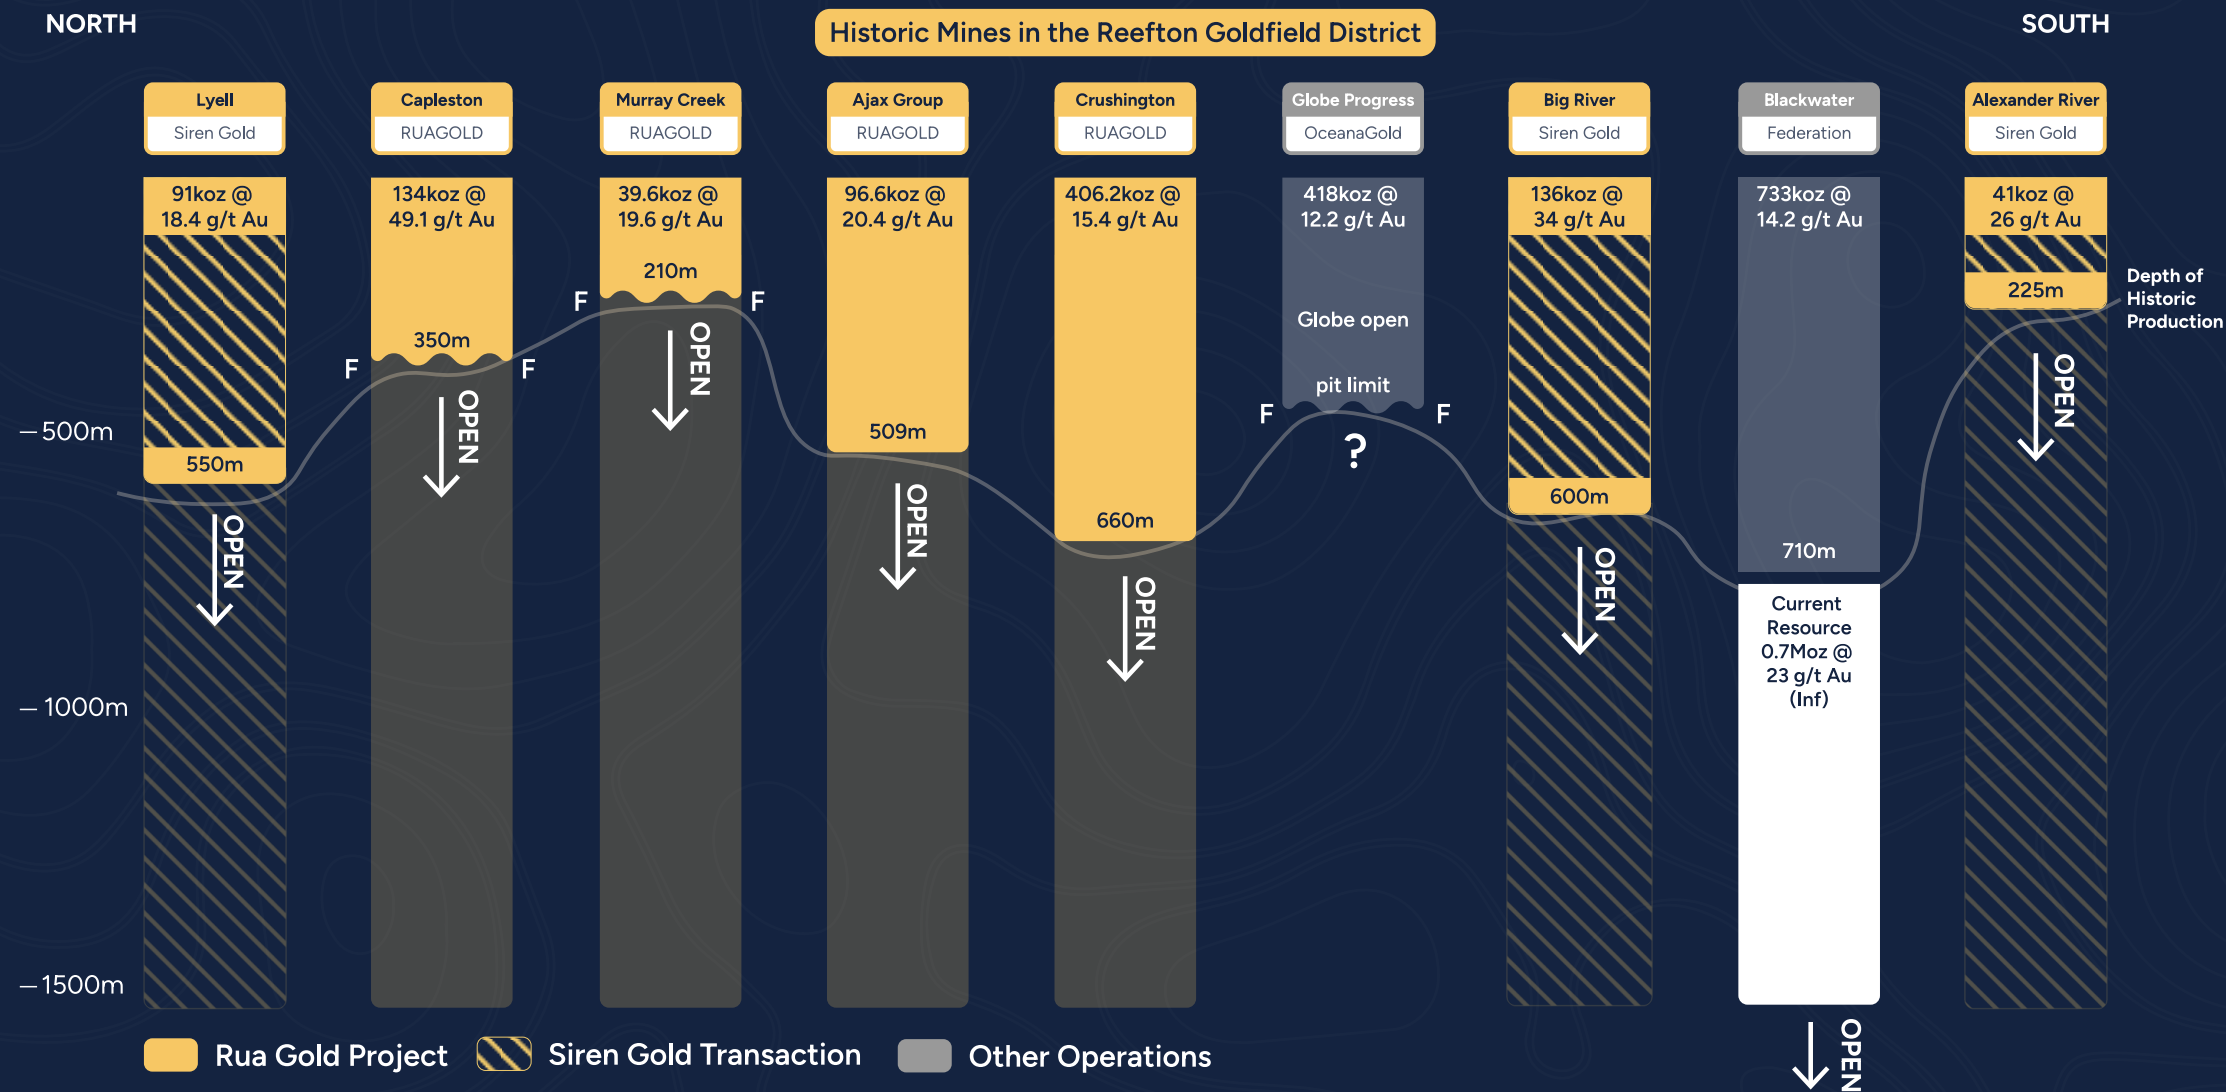 NORTH
Historic Mines in the Reefton Goldfield District
SOUTH
Lyell
Siren Gold
91koz @
18.4 g/t Au
550m
OPEN
Capleston
RUAGOLD
134koz @
49.1 g/t Au
350m
F
F
OPEN
Murray Creek
RUAGOLD
39.6koz @
19.6 g/t Au
210m
F
F
OPEN
Ajax Group
RUAGOLD
96.6koz @
20.4 g/t Au
509m
OPEN
Crushington
RUAGOLD
406.2koz @
15.4 g/t Au
660m
OPEN
Globe Progress
OceanaGold
418koz @
12.2 g/t Au
Globe open
pit limit
F
F
?
Big River
Siren Gold
136koz @
34 g/t Au
600m
OPEN
Blackwater
Federation
733koz @
14.2 g/t Au
710m
Current
Resource
0.7Moz @
23 g/t Au
(Inf)
OPEN
Alexander River
Siren Gold
41koz @
26 g/t Au
225m
OPEN
Depth of
Historic
Production
—500m
—1000m
—1500m
Rua Gold Project
Siren Gold Transaction
Other Operations